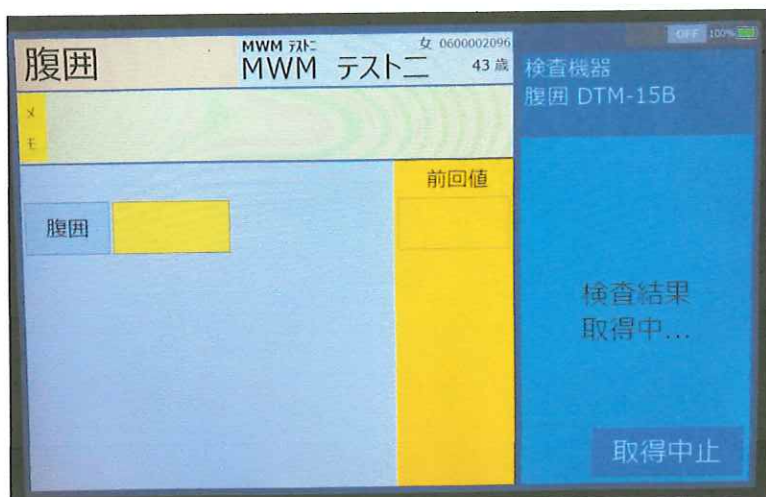 腹囲
MWM テストニ
女 0600002096
MWM テストニ
43 歳
OFF 100%
検査機器
腹囲 DTM-15B
メ
モ
前回値
腹囲
検査結果
取得中...
取得中止